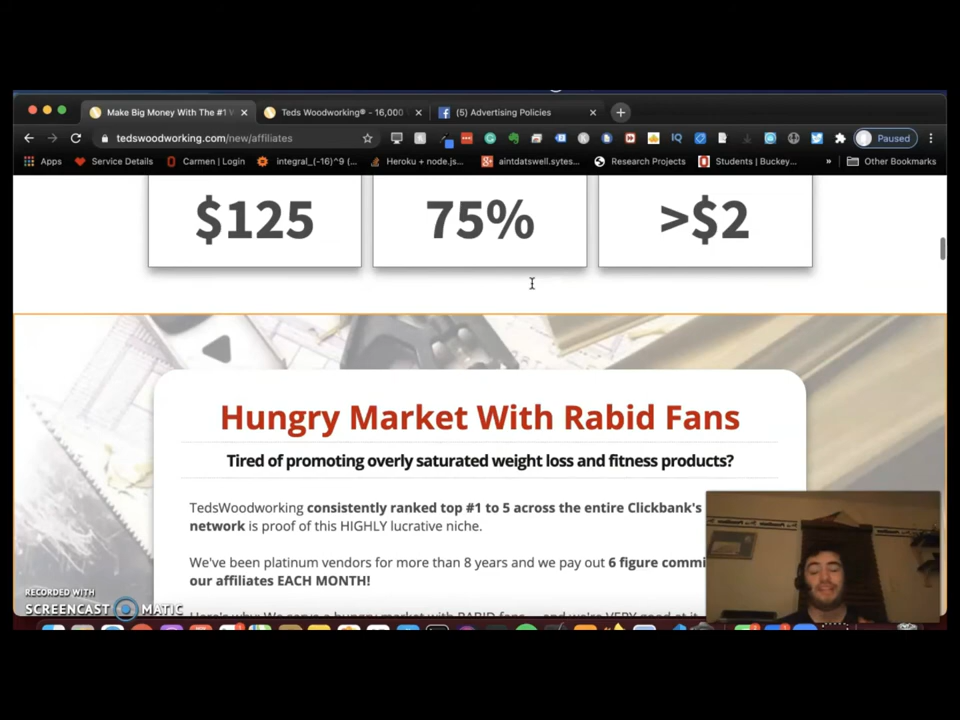 Make Big Money With The #1
Teds Woodworking® – 16,000
(5) Advertising Policies
tedswoodworking.com/new/affiliates
IQ
Paused
Apps
Service Details
Carmen | Login
integral_(-16)^9 (...
Heroku + node.js...
aintdatswell.sytes...
Research Projects
Students | Buckey...
»
Other Bookmarks
$125
75%
>$2
Hungry Market With Rabid Fans
Tired of promoting overly saturated weight loss and fitness products?
TedsWoodworking consistently ranked top #1 to 5 across the entire Clickbank's
network is proof of this HIGHLY lucrative niche.
We've been platinum vendors for more than 8 years and we pay out 6 figure commi
our affiliates EACH MONTH!
RECORDED WITH
SCREENCAST MATIC